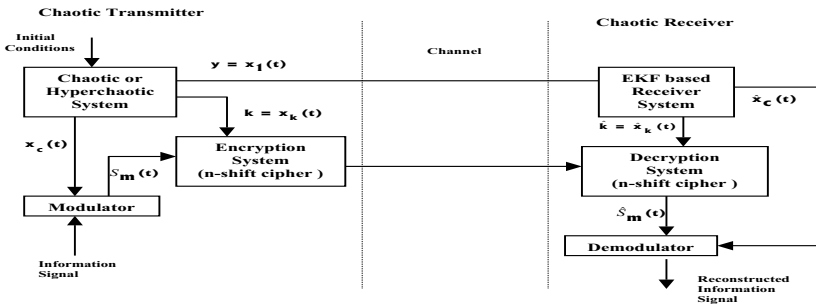 Chaotic Transmitter
Chaotic Receiver
Initial
Conditions
Channel
y = x₁(t)
Chaotic or
Hyperchaotic
System
EKF based
Receiver
System
x̂c(t)
k = xₖ(t)
k̂ = x̂ₖ(t)
xc(t)
Encryption
System
(n-shift cipher )
Decryption
System
(n-shift cipher )
Sm(t)
Modulator
Ŝm(t)
Demodulator
Information
Signal
Reconstructed
Information
Signal